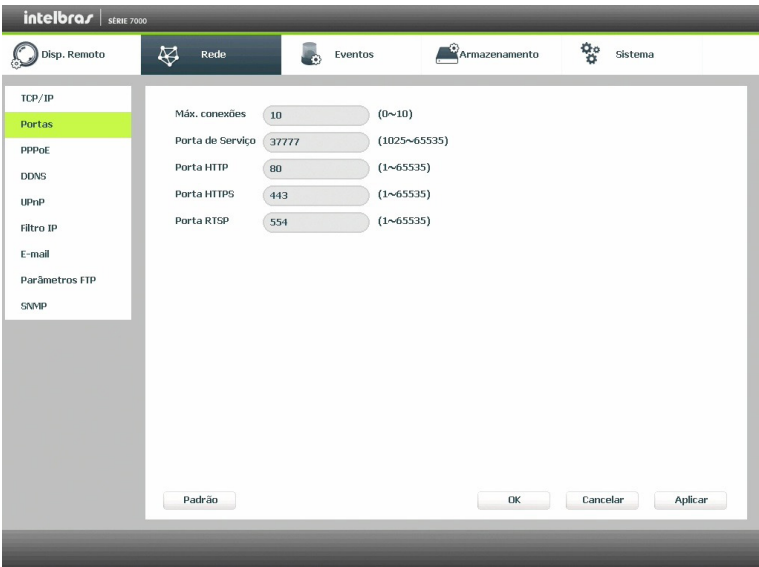 intelbras SÉRIE 7000
Disp. Remoto Rede Eventos Armazenamento Sistema
TCP/IP
Portas
PPPoE
DDNS
UPnP
Filtro IP
E-mail
Parâmetros FTP
SNMP
Máx. conexões 10 (0~10)
Porta de Serviço 37777 (1025~65535)
Porta HTTP 80 (1~65535)
Porta HTTPS 443 (1~65535)
Porta RTSP 554 (1~65535)
Padrão OK Cancelar Aplicar